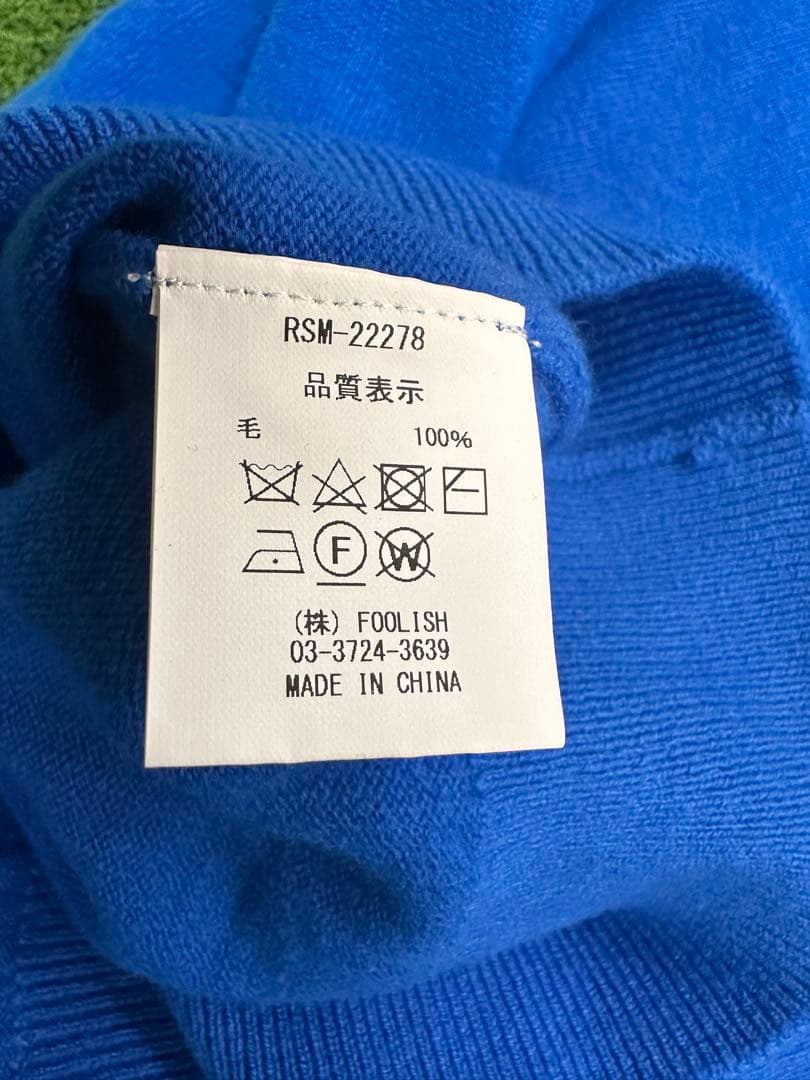 RSM-22278
品質表示
毛 100%
F W
(株) FOOLISH
03-3724-3639
MADE IN CHINA